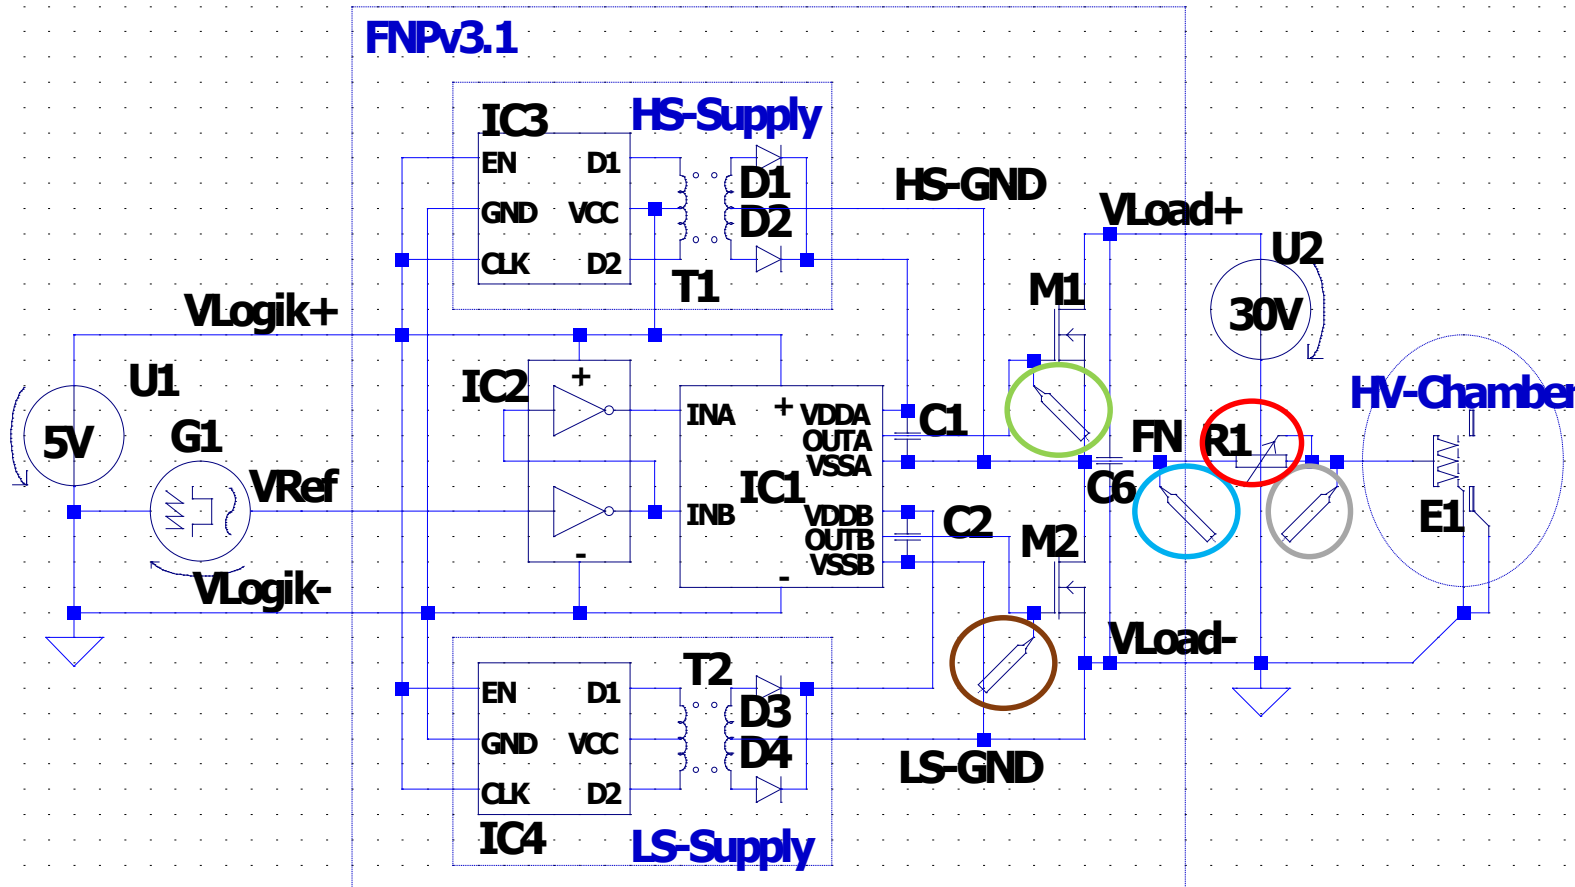 FNPv3.1
IC3
HS-Supply
EN
D1
GND
VCC
CLK
D2
D1
D2
T1
HS-GND
VLoad+
U2
30V
M1
VLogik+
U1
5V
G1
VRef
VLogik-
IC2
+
-
INA
INB
+
VDDA
OUTA
VSSA
IC1
VDDB
OUTB
VSSB
-
C1
C2
M2
C6
FN
R1
HV-Chamber
E1
VLoad-
LS-GND
T2
EN
D1
GND
VCC
CLK
D2
D3
D4
IC4
LS-Supply